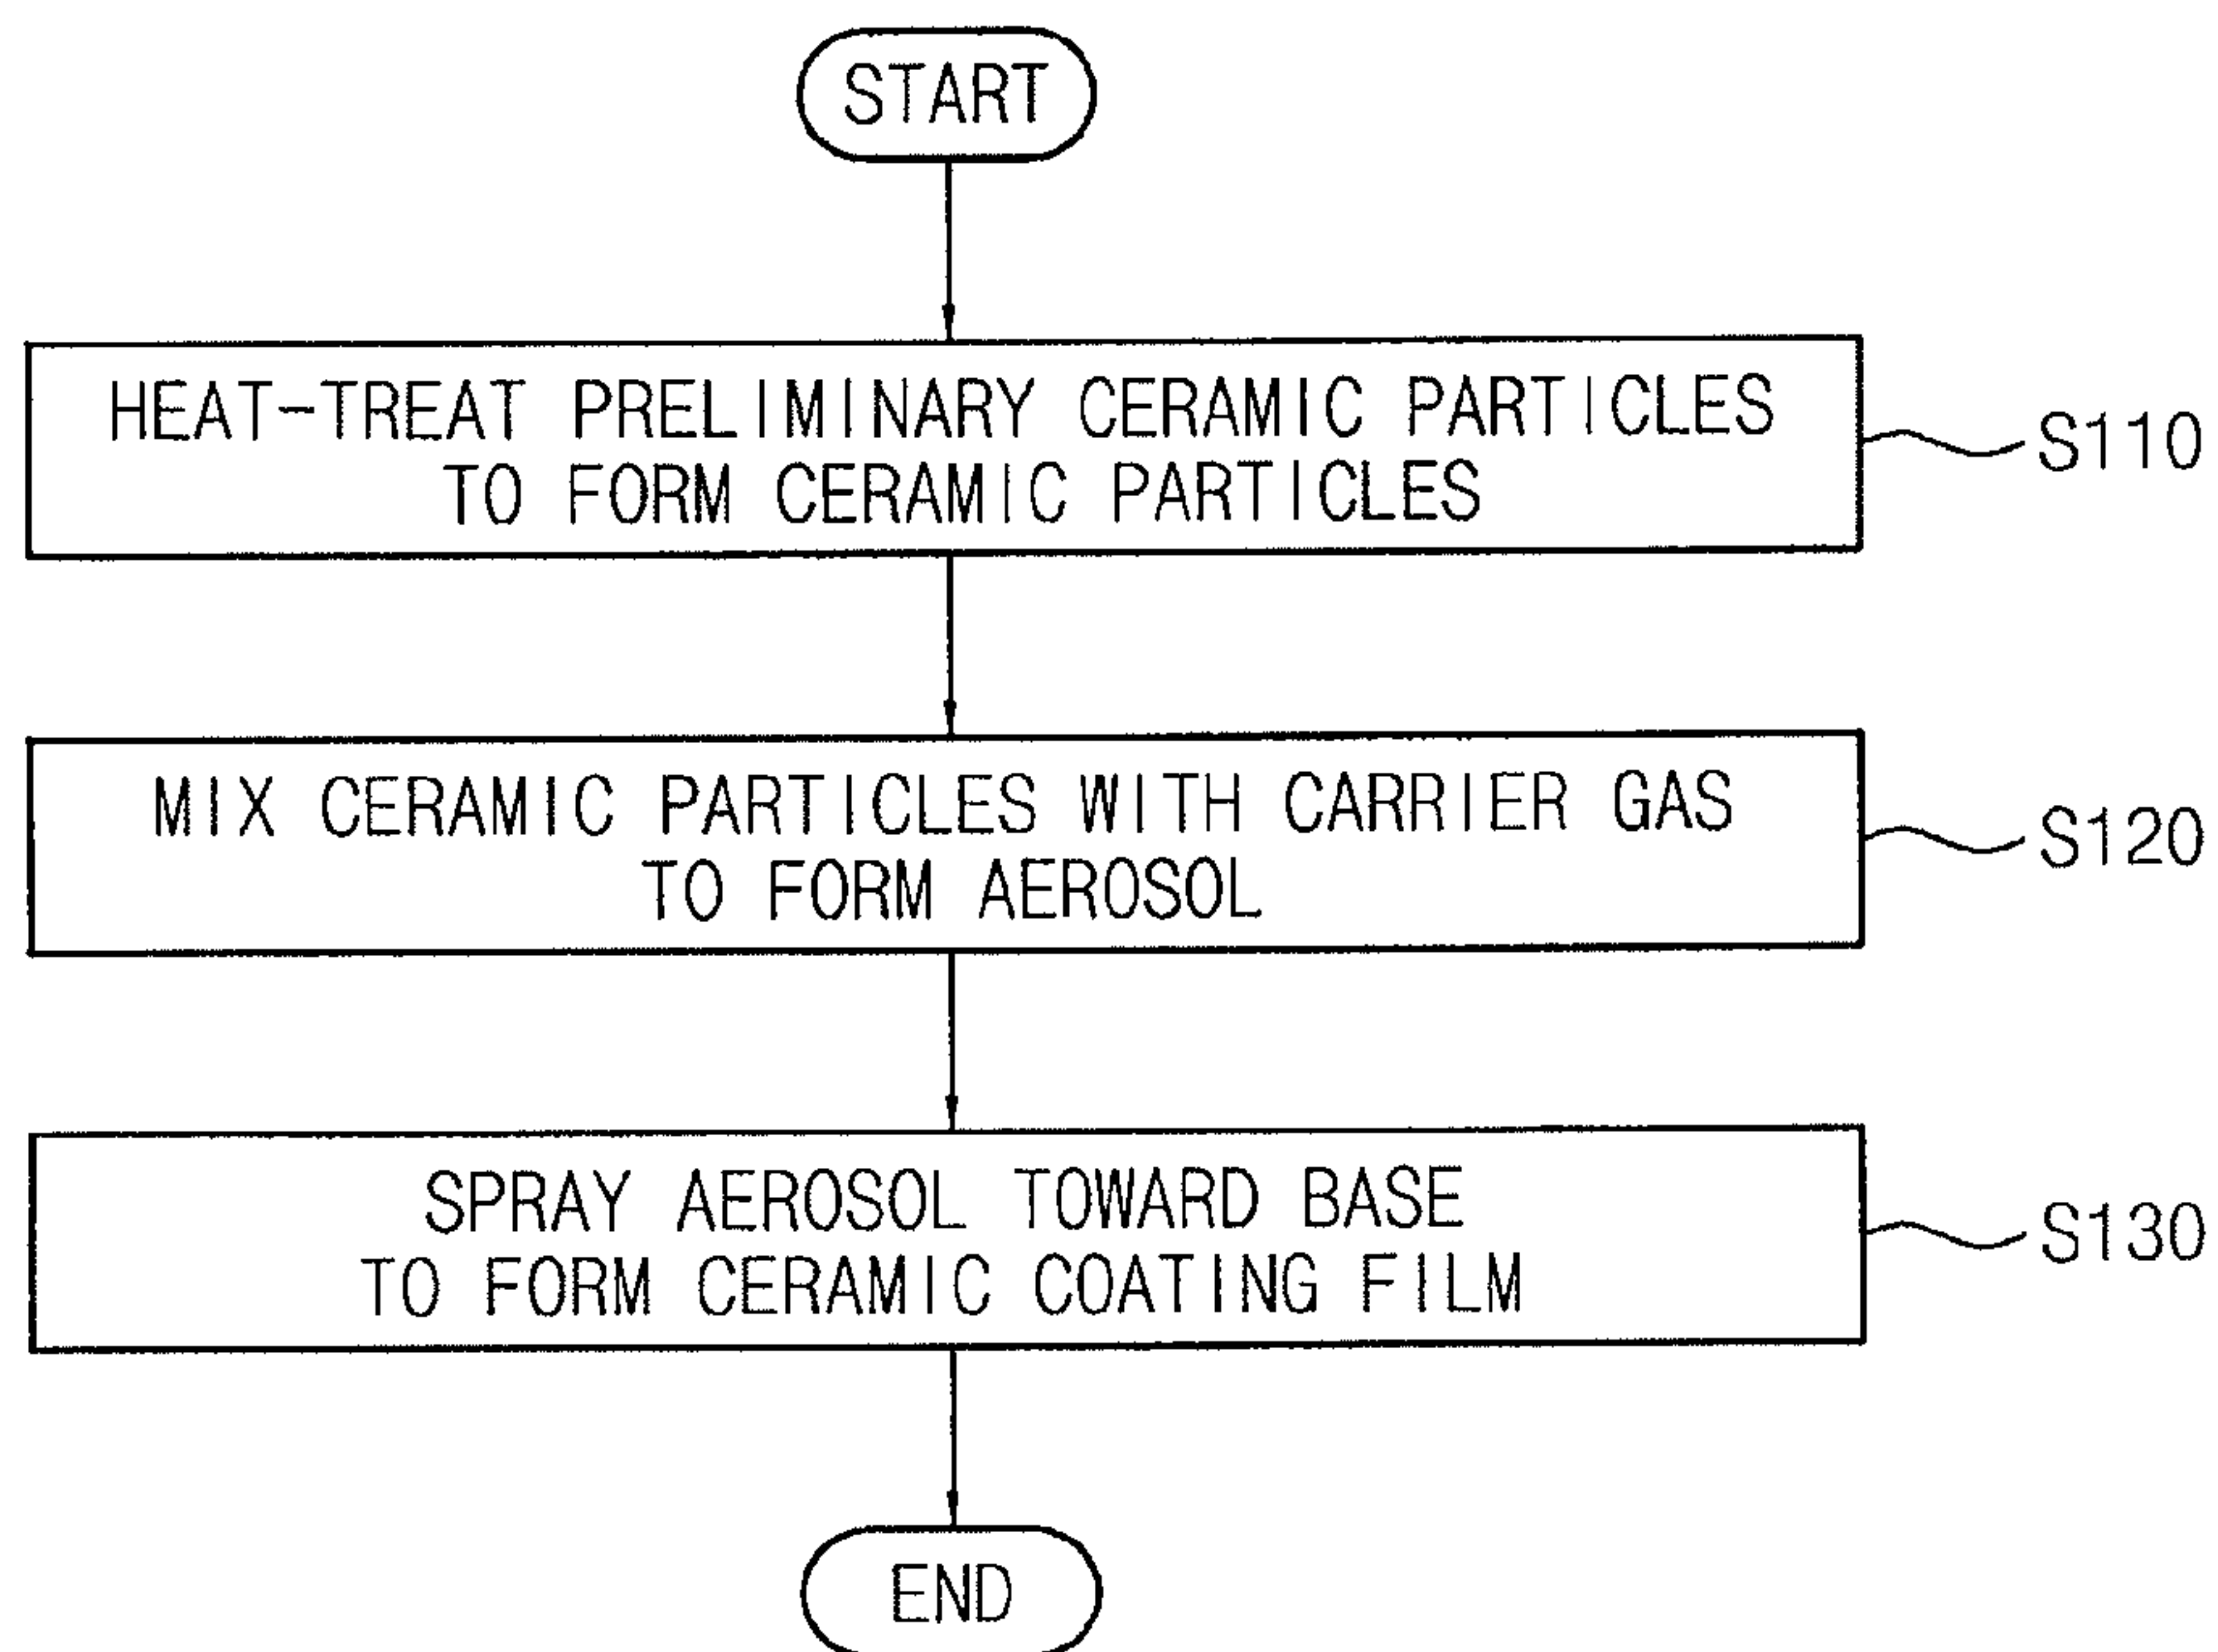 START
HEAT-TREAT PRELIMINARY CERAMIC PARTICLES
TO FORM CERAMIC PARTICLES
S110
MIX CERAMIC PARTICLES WITH CARRIER GAS
TO FORM AEROSOL
S120
SPRAY AEROSOL TOWARD BASE
TO FORM CERAMIC COATING FILM
S130
END